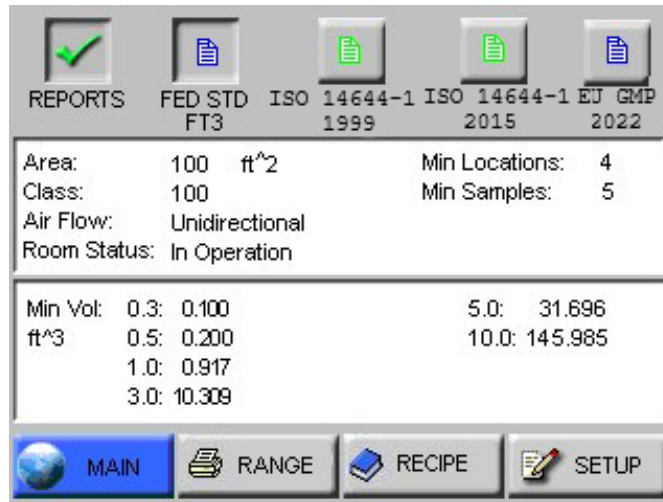 REPORTS
FED STD FT3
ISO 14644-1 1999
ISO 14644-1 2015
EU GMP 2022
Area: 100 ft^2 Min Locations: 4
Class: 100 Min Samples: 5
Air Flow: Unidirectional
Room Status: In Operation
Min Vol: 0.3: 0.100 5.0: 31.696
ft^3 0.5: 0.200 10.0: 145.985
1.0: 0.917
3.0: 10.309
MAIN RANGE RECIPE SETUP